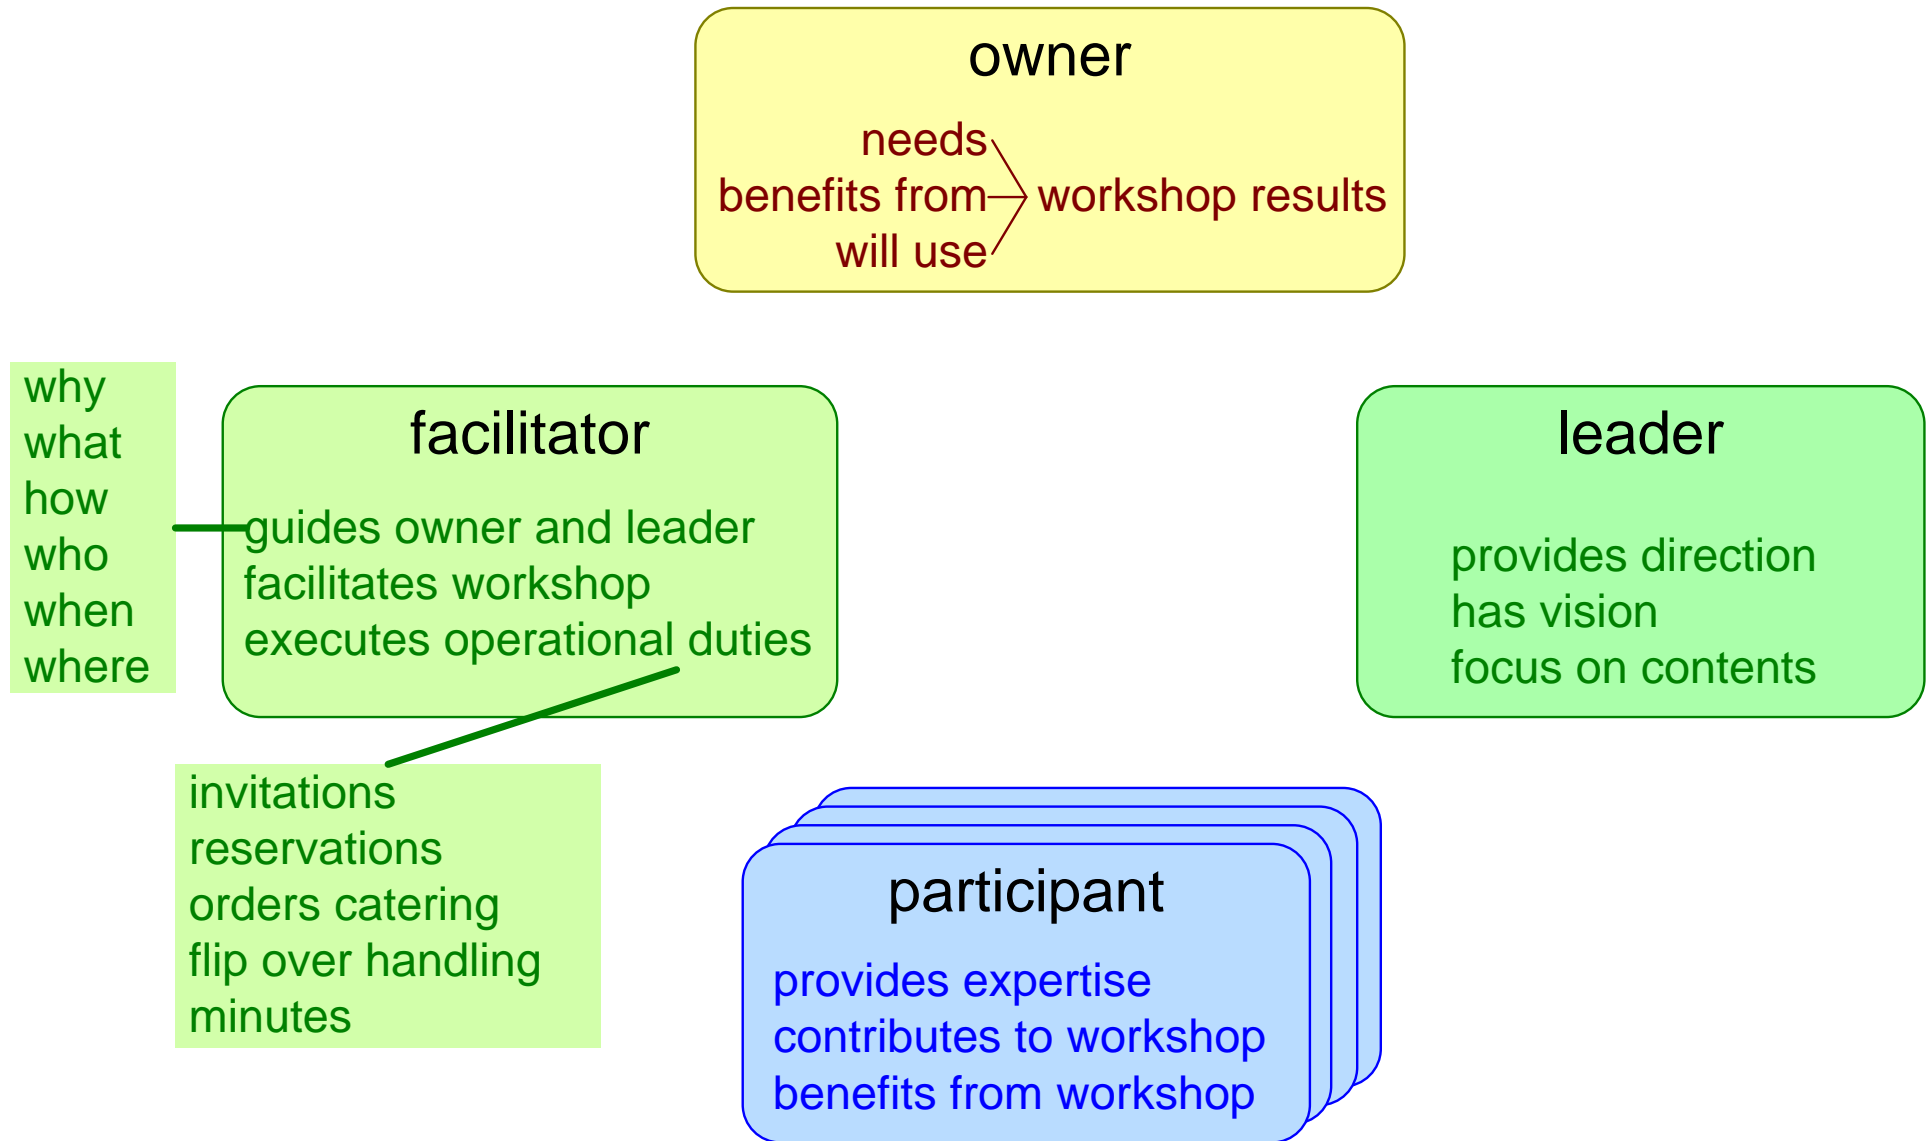 owner
needs
benefits from
will use
workshop results
why
what
how
who
when
where
facilitator
guides owner and leader
facilitates workshop
executes operational duties
leader
provides direction
has vision
focus on contents
invitations
reservations
orders catering
flip over handling
minutes
participant
provides expertise
contributes to workshop
benefits from workshop